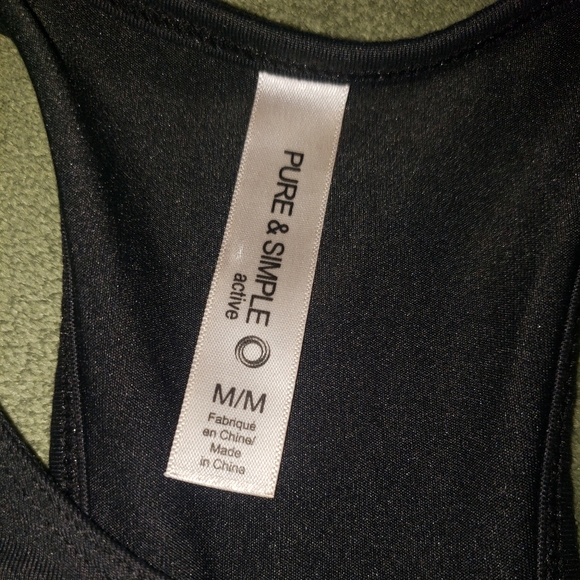 PURE & SIMPLE
active
M/M
Fabriqué
en Chine/
Made
in China